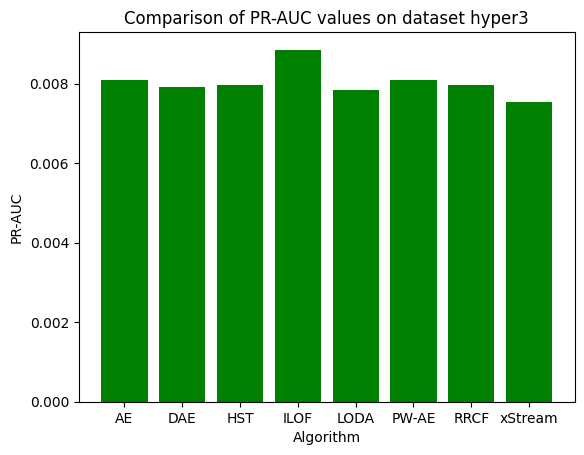 Comparison of PR-AUC values on dataset hyper3
PR-AUC
0.008
0.006
0.004
0.002
0.000
AE DAE HST ILOF LODA PW-AE RRCF xStream
Algorithm